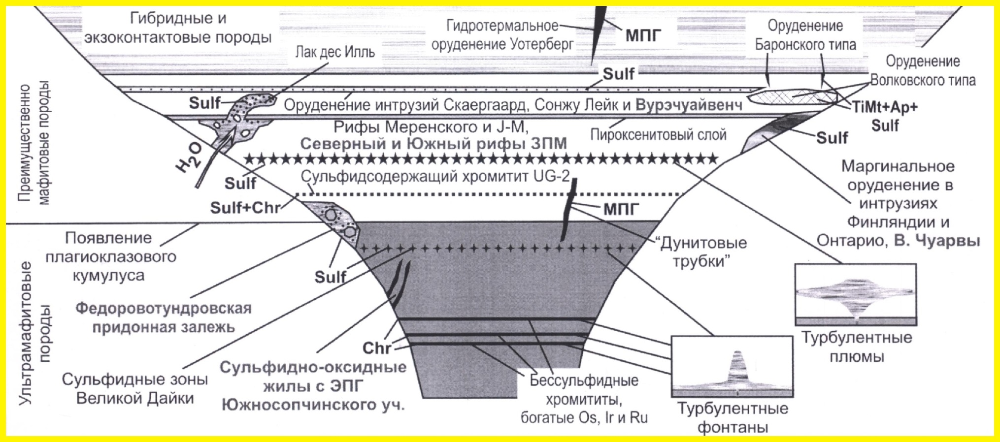 Гибридные и
экзоконтактовые породы
Лак дес Илль
Гидротермальное
оруденение Уотерберг
МПГ
Оруденение
Баронского типа
Оруденение
Волковского типа
Sulf
Sulf
Оруденение интрузий Скаергаард, Сонжу Лейк и Вурэчуайвенч
TiMt+Ap+
Sulf
Рифы Меренского и J-M,
Северный и Южный рифы ЗПМ
Пироксенитовый слой
Sulf
H2O
Sulf
Сульфидсодержащий хромитит UG-2
Sulf+Chr
МПГ
Маргинальное
оруденение в
интрузиях
Финляндии и
Онтарио, В. Чуарвы
Преимущественно
мафитовые породы
Появление
плагиоклазового
кумулуса
"Дунитовые
трубки"
Sulf
Федоровотундровская
придонная залежь
Ультрамафитовые
породы
Chr
Турбулентные
плюмы
Сульфидные зоны
Великой Дайки
Сульфидно-оксидные
жилы с ЭПГ
Южносопчинского уч.
Бессульфидные
хромититы,
богатые Os, Ir и Ru
Турбулентные
фонтаны